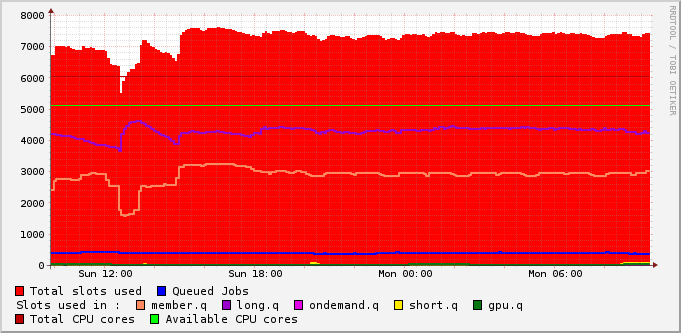 8000
7000
6000
5000
4000
3000
2000
1000
0
Sun 12:00 Sun 18:00 Mon 00:00 Mon 06:00
RRDTOOL / TOBI OETIKER
Total slots used Queued Jobs
Slots used in : member.q long.q ondemand.q short.q gpu.q
Total CPU cores Available CPU cores